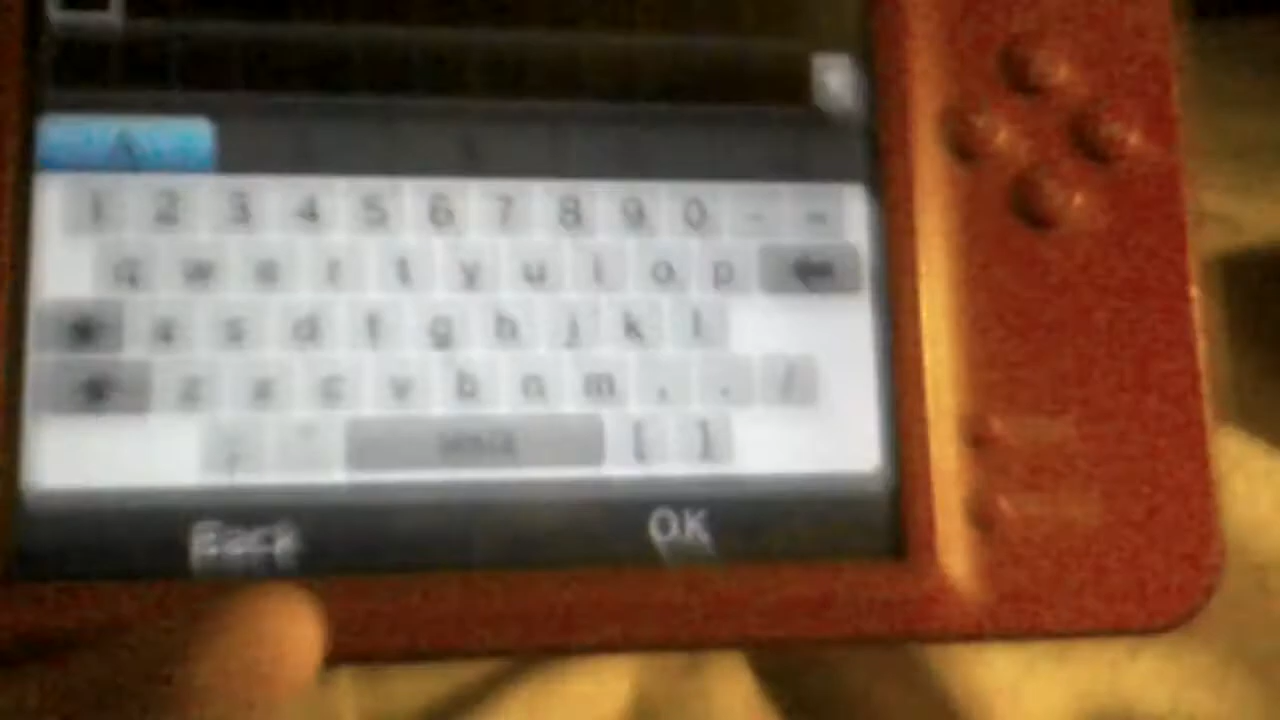 A
1 2 3 4 5 6 7 8 9 0 - =
q w e r t y u i o p
a s d f g h j k l
z x c v b n m , . /
; ' [ ]
Back OK